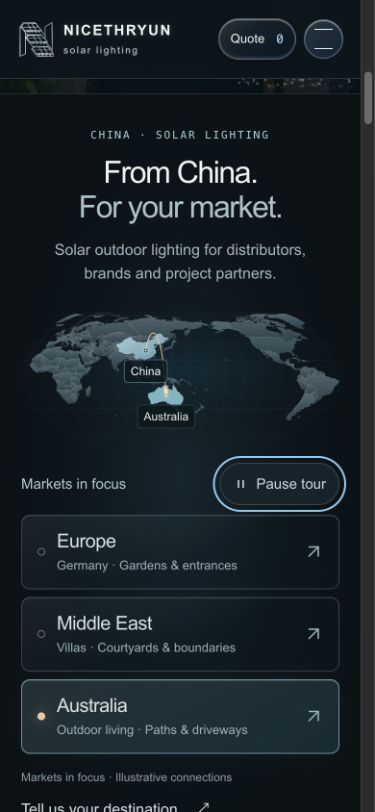 NICETHRYUN
solar lighting
Quote 0
CHINA · SOLAR LIGHTING
From China.
For your market.
Solar outdoor lighting for distributors,
brands and project partners.
China
Australia
Markets in focus
Pause tour
Europe
Germany · Gardens & entrances
Middle East
Villas · Courtyards & boundaries
Australia
Outdoor living · Paths & driveways
Markets in focus · Illustrative connections
Tell us your destination